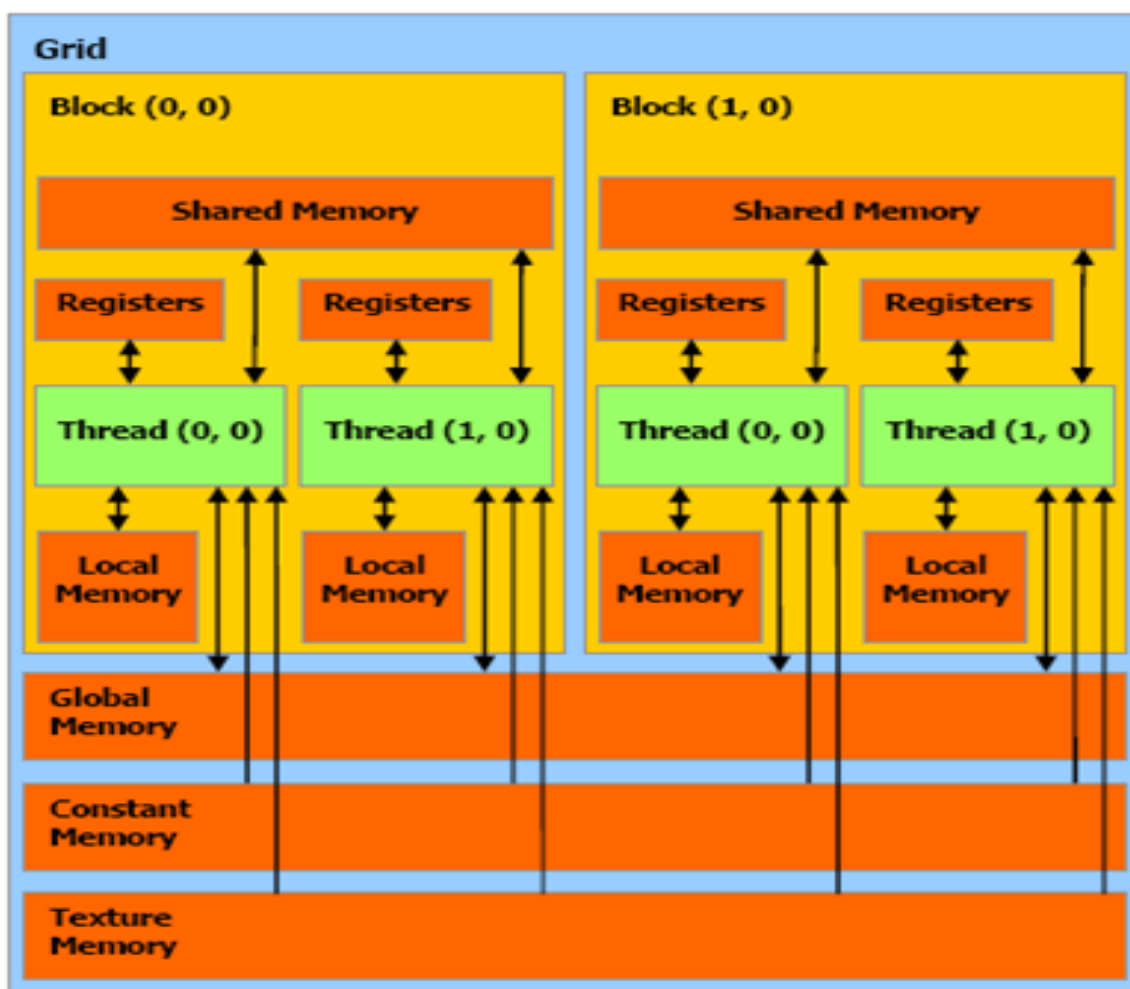 Grid
Block (0, 0)
Shared Memory
Registers
Registers
Thread (0, 0)
Thread (1, 0)
Local
Memory
Local
Memory
Block (1, 0)
Shared Memory
Registers
Registers
Thread (0, 0)
Thread (1, 0)
Local
Memory
Local
Memory
Global
Memory
Constant
Memory
Texture
Memory